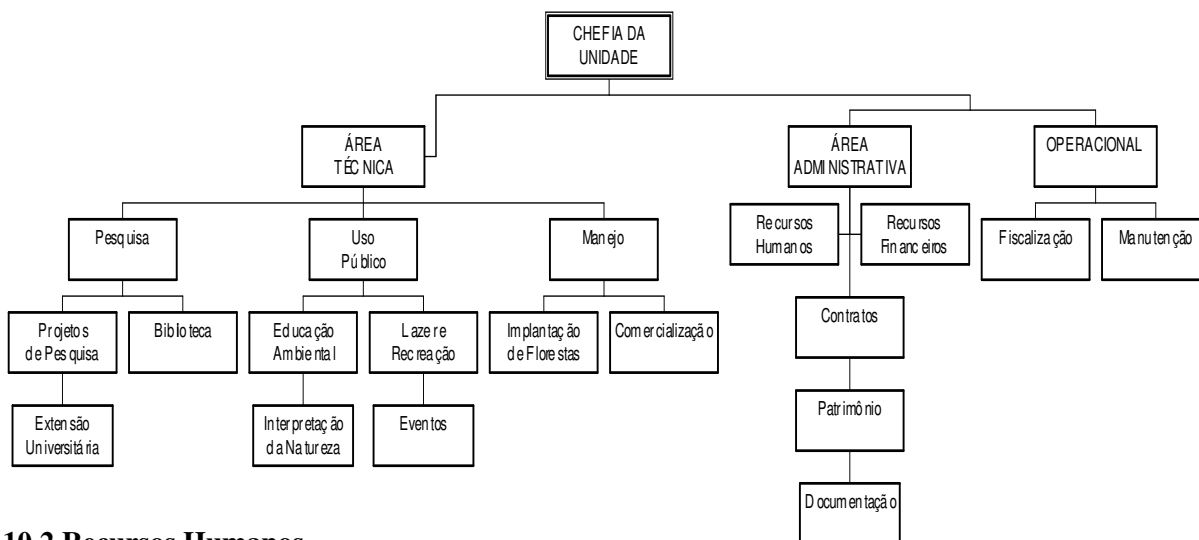 CHEFIA DA
UNIDADE
ÁREA
TÉCNICA
ÁREA
ADMINISTRATIVA
OPERACIONAL
Pesquisa
Uso
Público
Manejo
Recursos
Humanos
Recursos
Financeiros
Fiscalização
Manutenção
Projetos
de Pesquisa
Biblioteca
Educação
Ambiental
Lazer e
Recreação
Implantação
de Florestas
Comercialização
Contratos
Extensão
Universitária
Interpretação
da Natureza
Eventos
Patrimônio
Documentação
10.2 Recursos Humanos